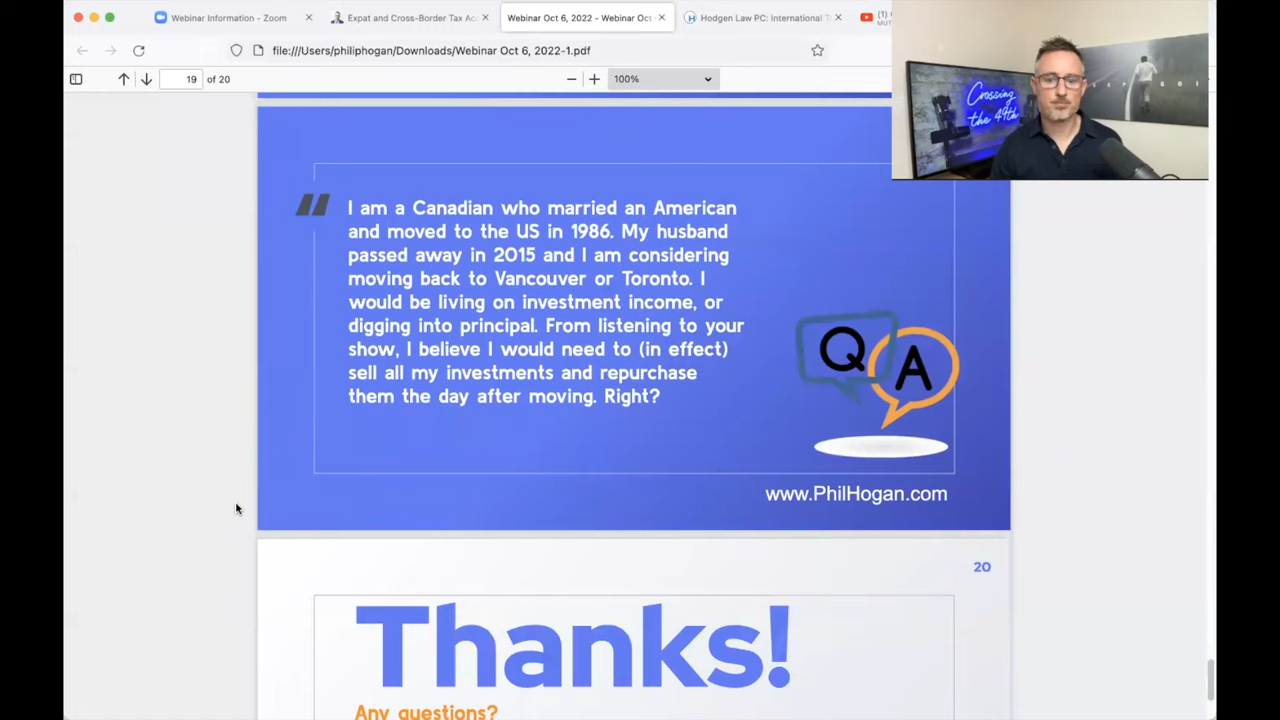 Webinar Information - Zoom
Expat and Cross-Border Tax Ac
Webinar Oct 6, 2022 - Webinar Oct
Hodgen Law PC: International T
(1)
MUT
file:///Users/philiphogan/Downloads/Webinar Oct 6, 2022-1.pdf
19 of 20
100%
Crossing
the 49th
I am a Canadian who married an American
and moved to the US in 1986. My husband
passed away in 2015 and I am considering
moving back to Vancouver or Toronto. I
would be living on investment income, or
digging into principal. From listening to your
show, I believe I would need to (in effect)
sell all my investments and repurchase
them the day after moving. Right?
Q A
www.PhilHogan.com
20
Thanks!
Any questions?